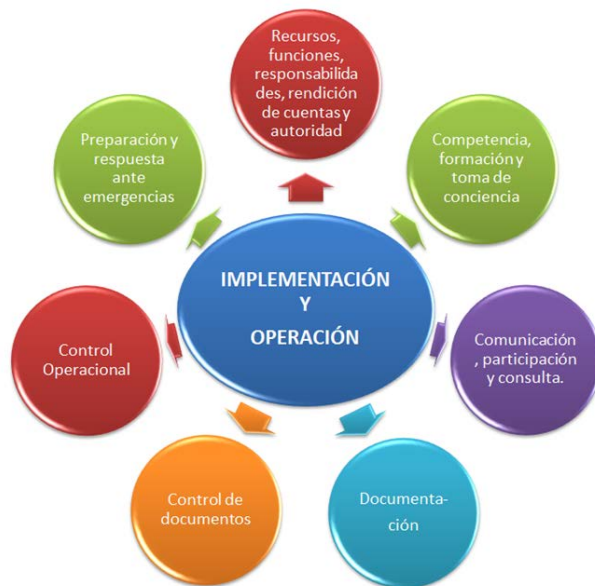 Recursos,
funciones,
responsabilida
des, rendición
de cuentas y
autoridad
Preparación y
respuesta
ante
emergencias
Competencia,
formación y
toma de
conciencia
IMPLEMENTACIÓN
Y
OPERACIÓN
Control
Operacional
Comunicación
, participación
y consulta.
Control de
documentos
Documenta-
ción